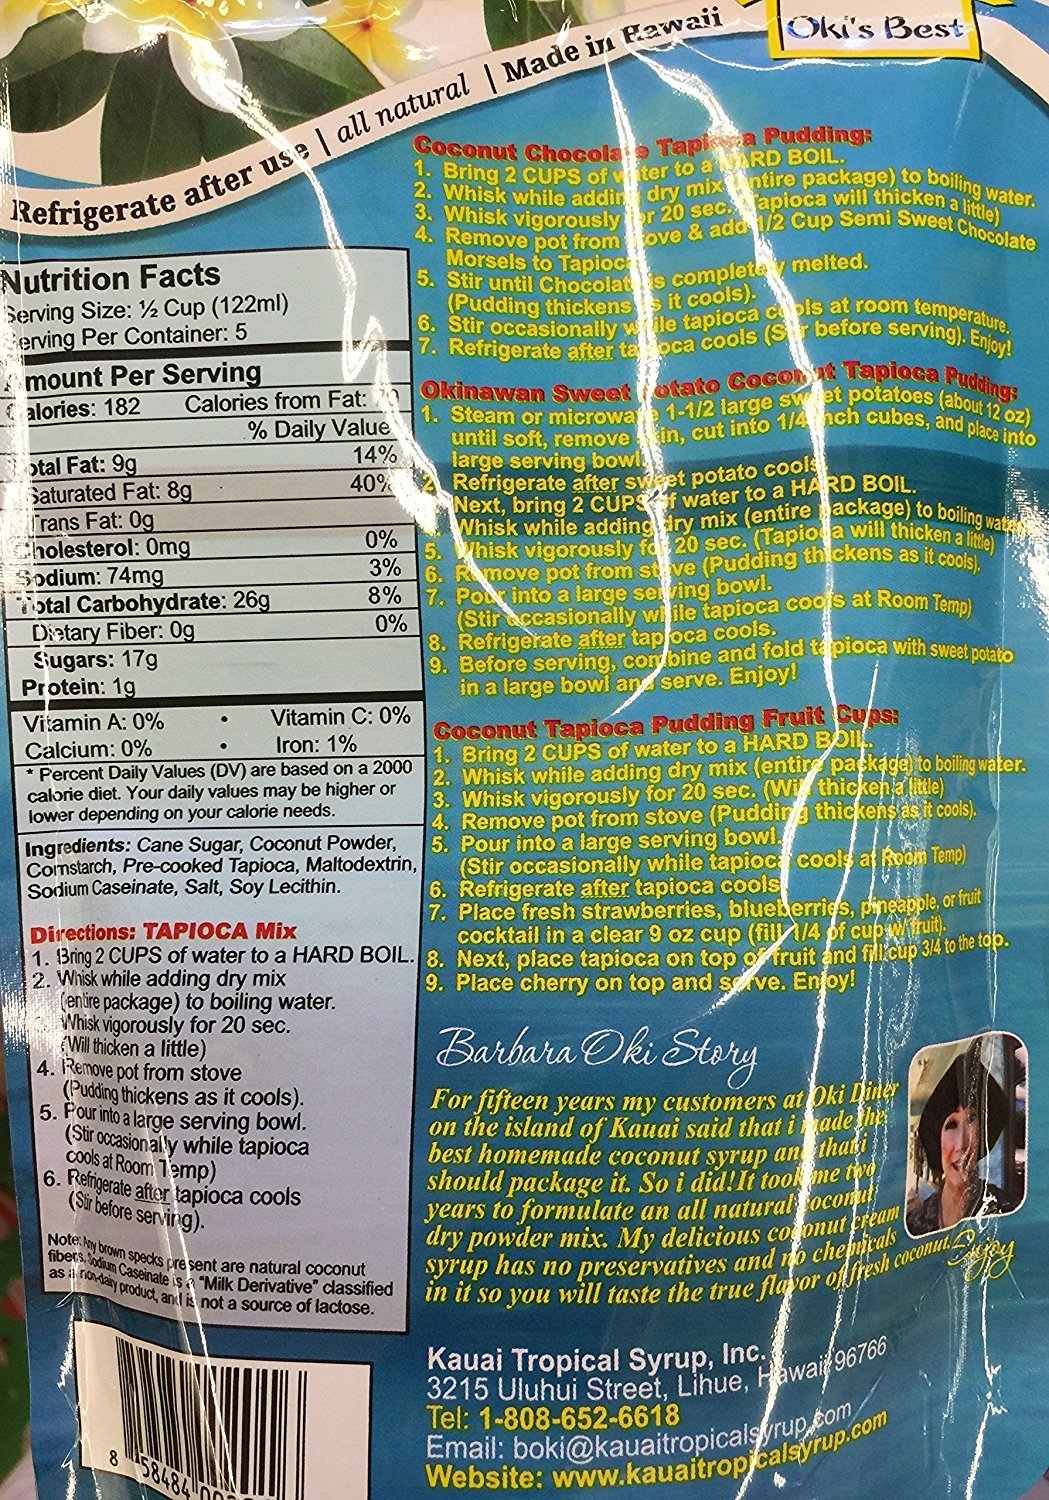 Oki's Best
Refrigerate after use | all natural | Made in Hawaii
Nutrition Facts
Serving Size: ½ Cup (122ml)
Serving Per Container: 5
Amount Per Serving
Calories: 182 Calories from Fat:
% Daily Value
Total Fat: 9g 14%
Saturated Fat: 8g 40%
Trans Fat: 0g
Cholesterol: 0mg 0%
Sodium: 74mg 3%
Total Carbohydrate: 26g 8%
Dietary Fiber: 0g 0%
Sugars: 17g
Protein: 1g
Vitamin A: 0% • Vitamin C: 0%
Calcium: 0% • Iron: 1%
* Percent Daily Values (DV) are based on a 2000
calorie diet. Your daily values may be higher or
lower depending on your calorie needs.
Ingredients: Cane Sugar, Coconut Powder,
Cornstarch, Pre-cooked Tapioca, Maltodextrin,
Sodium Caseinate, Salt, Soy Lecithin.
Directions: TAPIOCA Mix
1. Bring 2 CUPS of water to a HARD BOIL.
2. Whisk while adding dry mix
(entire package) to boiling water.
3. Whisk vigorously for 20 sec.
(Will thicken a little)
4. Remove pot from stove
(Pudding thickens as it cools).
5. Pour into a large serving bowl.
(Stir occasionally while tapioca
cools at Room Temp)
6. Refrigerate after tapioca cools
(Stir before serving).
Note: Any brown specks present are natural coconut
fibers. Sodium Caseinate is a "Milk Derivative" classified
as a non-dairy product, and is not a source of lactose.
8 58484
Coconut Chocolate Tapioca Pudding:
1. Bring 2 CUPS of water to a HARD BOIL.
2. Whisk while adding dry mix (entire package) to boiling water.
3. Whisk vigorously for 20 sec. (Tapioca will thicken a little)
4. Remove pot from stove & add 1/2 Cup Semi Sweet Chocolate
Morsels to Tapioca
5. Stir until Chocolate is completely melted.
(Pudding thickens as it cools).
6. Stir occasionally while tapioca cools at room temperature.
7. Refrigerate after tapioca cools (Stir before serving). Enjoy!
Okinawan Sweet Potato Coconut Tapioca Pudding:
1. Steam or microwave 1-1/2 large sweet potatoes (about 12 oz)
until soft, remove skin, cut into 1/4 inch cubes, and place into
large serving bowl.
2. Refrigerate after sweet potato cools.
Next, bring 2 CUPS of water to a HARD BOIL.
Whisk while adding dry mix (entire package) to boiling water.
5. Whisk vigorously for 20 sec. (Tapioca will thicken a little)
6. Remove pot from stove (Pudding thickens as it cools).
7. Pour into a large serving bowl.
(Stir occasionally while tapioca cools at Room Temp)
8. Refrigerate after tapioca cools.
9. Before serving, combine and fold tapioca with sweet potato
in a large bowl and serve. Enjoy!
Coconut Tapioca Pudding Fruit Cups:
1. Bring 2 CUPS of water to a HARD BOIL.
2. Whisk while adding dry mix (entire package) to boiling water.
3. Whisk vigorously for 20 sec. (Will thicken a little)
4. Remove pot from stove (Pudding thickens as it cools).
5. Pour into a large serving bowl.
(Stir occasionally while tapioca cools at Room Temp)
6. Refrigerate after tapioca cools
7. Place fresh strawberries, blueberries, pineapple, or fruit
cocktail in a clear 9 oz cup (fill 1/4 of cup w/ fruit).
8. Next, place tapioca on top of fruit and fill cup 3/4 to the top.
9. Place cherry on top and serve. Enjoy!
Barbara Oki Story
For fifteen years my customers at Oki Diner
on the island of Kauai said that i made the
best homemade coconut syrup and that i
should package it. So i did! It took me two
years to formulate an all natural coconut
dry powder mix. My delicious coconut cream
syrup has no preservatives and no chemicals
in it so you will taste the true flavor of fresh coconut. Enjoy
Kauai Tropical Syrup, Inc.
3215 Uluhui Street, Lihue, Hawaii 96766
Tel: 1-808-652-6618
Email: boki@kauaitropicalsyrup.com
Website: www.kauaitropicalsyrup.com